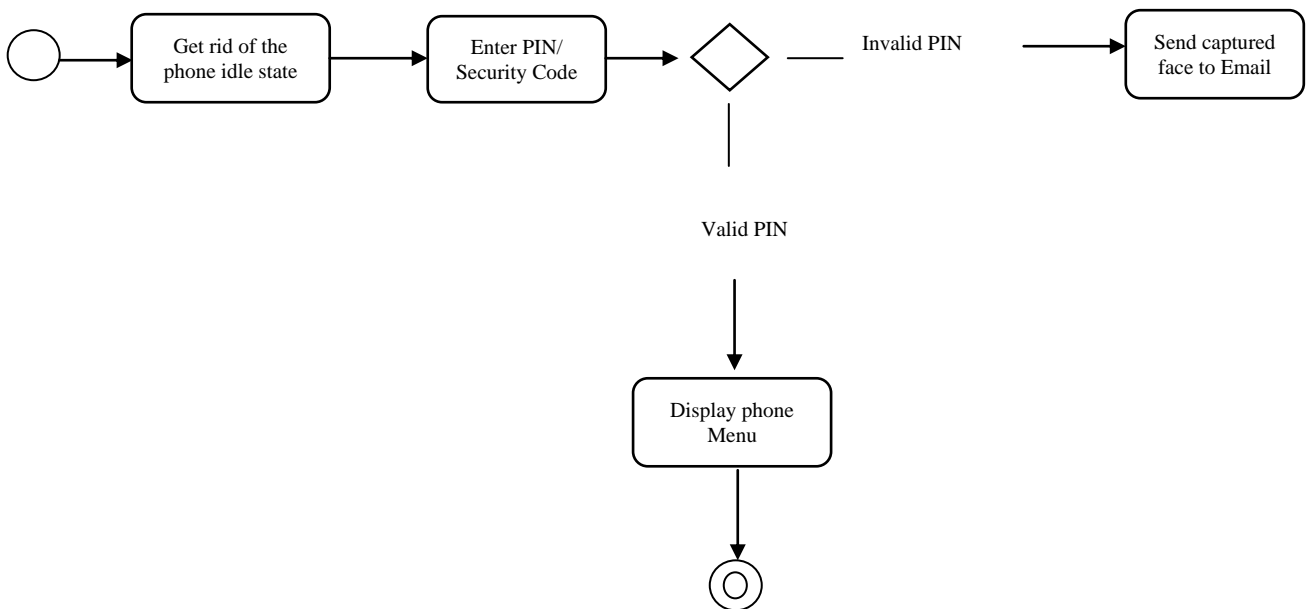 Get rid of the
phone idle state
Enter PIN/
Security Code
Invalid PIN
Send captured
face to Email
Valid PIN
Display phone
Menu